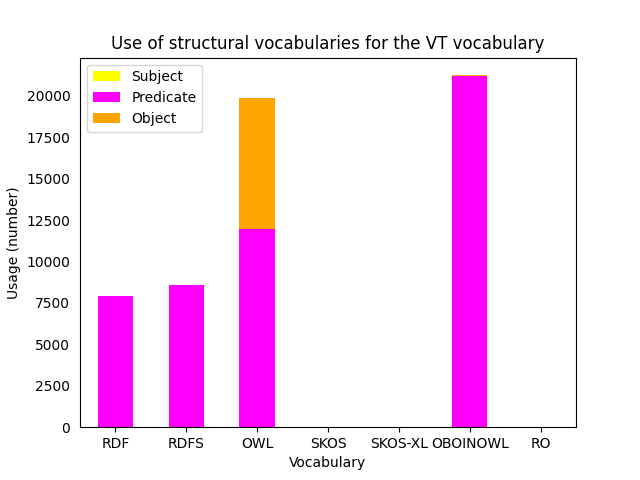 Use of structural vocabularies for the VT vocabulary
Subject
Predicate
Object
20000
17500
15000
12500
10000
7500
5000
2500
0
Usage (number)
RDF RDFS OWL SKOS SKOS-XL OBOINOWL RO
Vocabulary